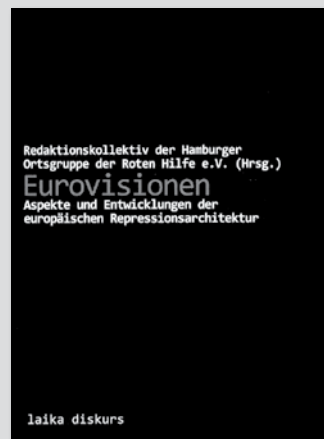 Redaktionskollektiv der Hamburger
Ortsgruppe der Roten Hilfe e.V. (Hrsg.)
Eurovisionen
Aspekte und Entwicklungen der
europäischen Repressionsarchitektur
laika diskurs